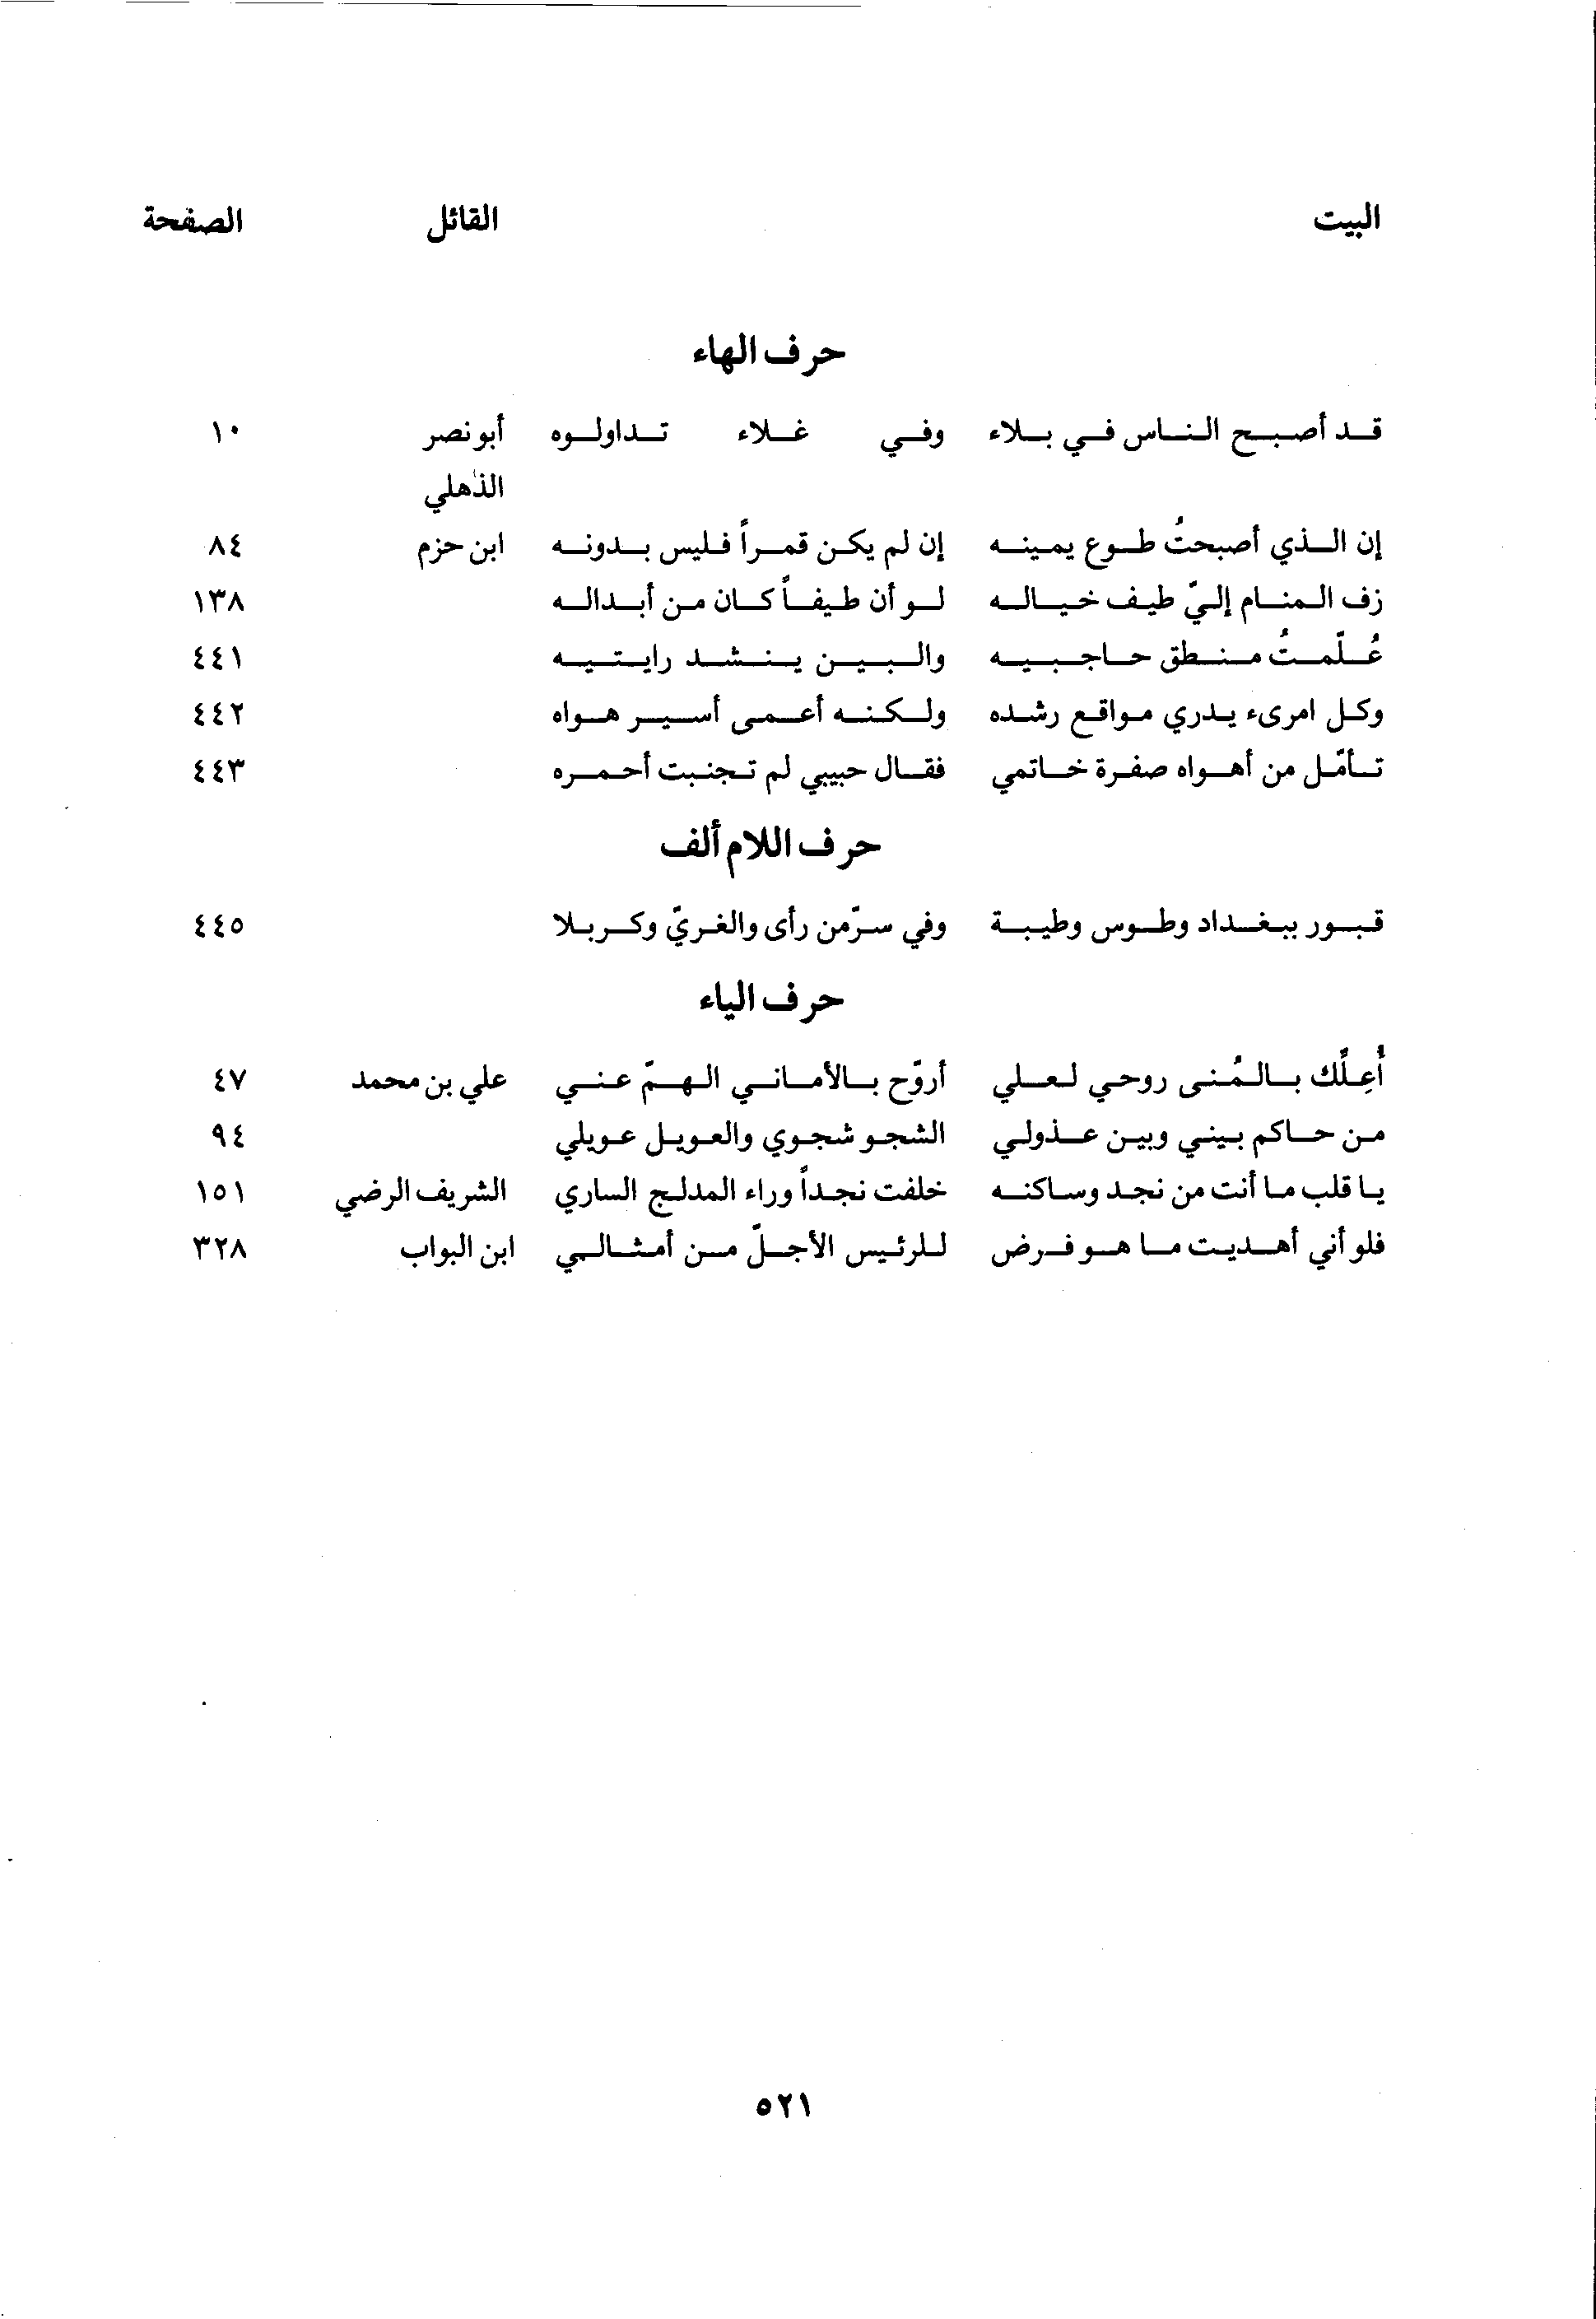 البيت القائل الصفحة
حرف الهاء
قد أصبح الناس في بلاء وفي غلاء تداولوه أبو نصر ١٠
الذهلي
إن الذي أصبحتُ طوع يمينه إن لم يكن قمراً فليس بدونه ابن حزم ٨٤
زف المنام إليّ طيف خياله لو أن طيفاً كان من أبداله ١٣٨
عُلّمتُ منطق حاجبيه والبين ينشد رايتيه ٤٤١
وكل امرىء يدري مواقع رشده ولكنه أعمى أسير هواه ٤٤٢
تأمّل من أهواه صفرة خاتمي فقال حبيبي لم تجنبت أحمره ٤٤٣
حرف اللام ألف
قبور ببغداد وطوس وطيبة وفي سرّمن رأى والغريّ وكربلا ٤٤٥
حرف الياء
أُعِلّك بالمُنى روحي لعلي أروّح بالأماني الهمّ عني علي بن محمد ٤٧
من حاكم بيني وبين عذولي الشجو شجوي والعويل عويلي ٩٤
يا قلب ما أنت من نجد وساكنه خلفت نجداً وراء المدلج الساري الشريف الرضي ١٥١
فلو أني أهديت ما هو فرض للرئيس الأجلّ من أمثالي ابن البواب ٣٢٨
٥٢١